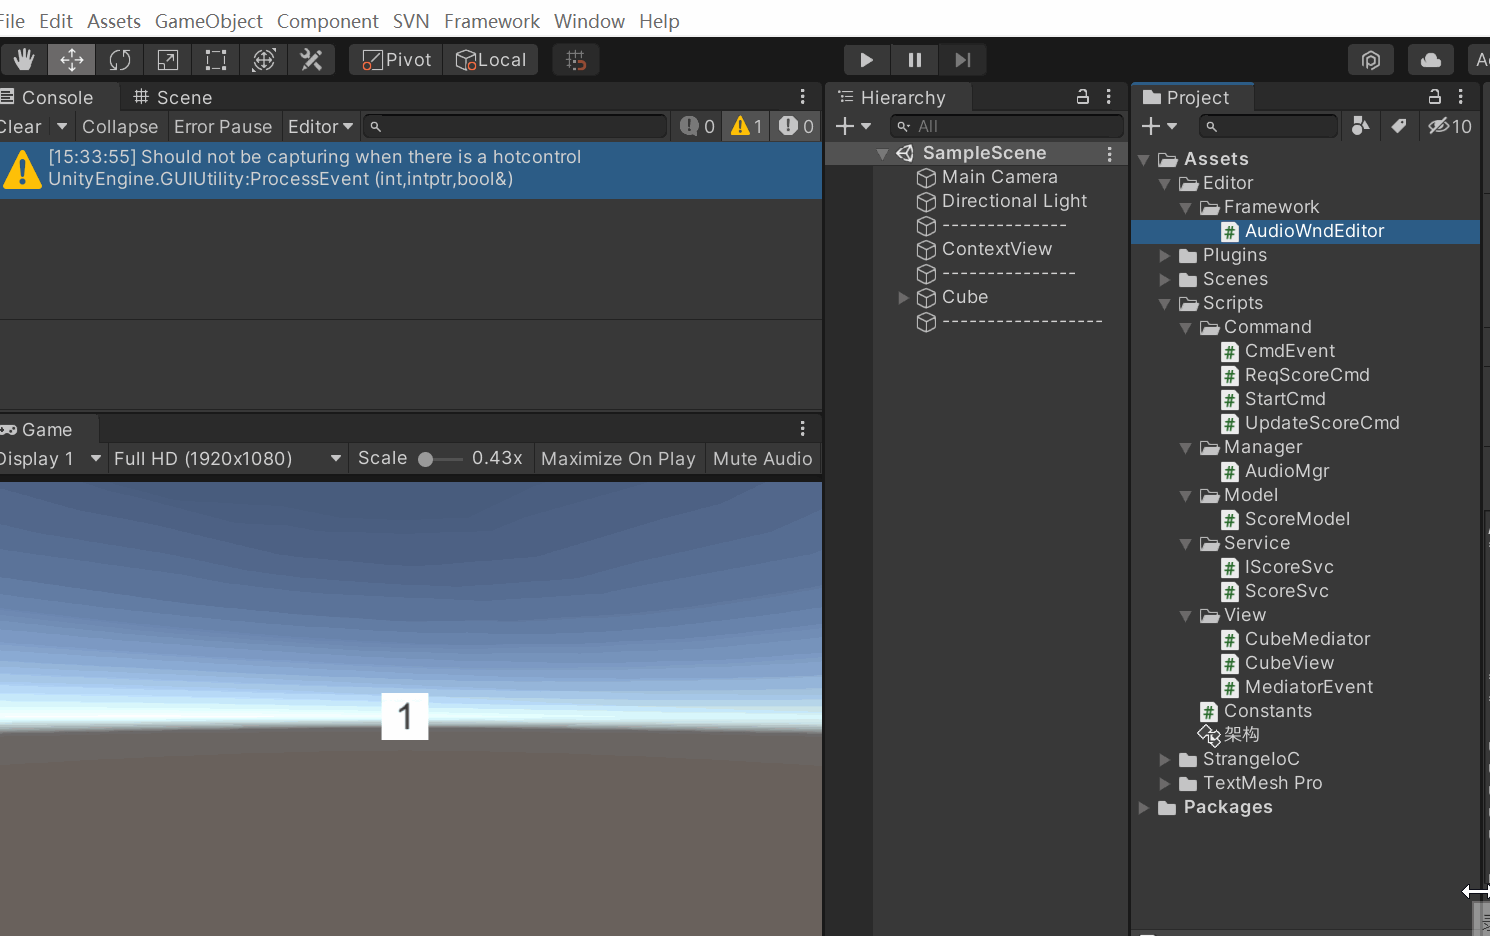 File Edit Assets GameObject Component SVN Framework Window Help
Pivot Local
Console Scene
Clear Collapse Error Pause Editor 0 1 0
[15:33:55] Should not be capturing when there is a hotcontrol
UnityEngine.GUIUtility:ProcessEvent (int,intptr,bool&)
Game
Display 1 Full HD (1920x1080) Scale 0.43x Maximize On Play Mute Audio
1
Hierarchy
All
SampleScene
Main Camera
Directional Light
--------------
ContextView
---------------
Cube
------------------
Project
10
Assets
Editor
Framework
AudioWndEditor
Plugins
Scenes
Scripts
Command
CmdEvent
ReqScoreCmd
StartCmd
UpdateScoreCmd
Manager
AudioMgr
Model
ScoreModel
Service
IScoreSvc
ScoreSvc
View
CubeMediator
CubeView
MediatorEvent
Constants
架构
StrangeIoC
TextMesh Pro
Packages